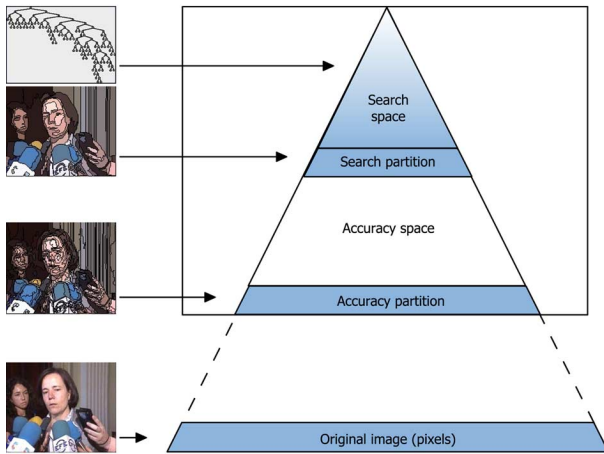 Search
space
Search partition
Accuracy space
Accuracy partition
Original image (pixels)